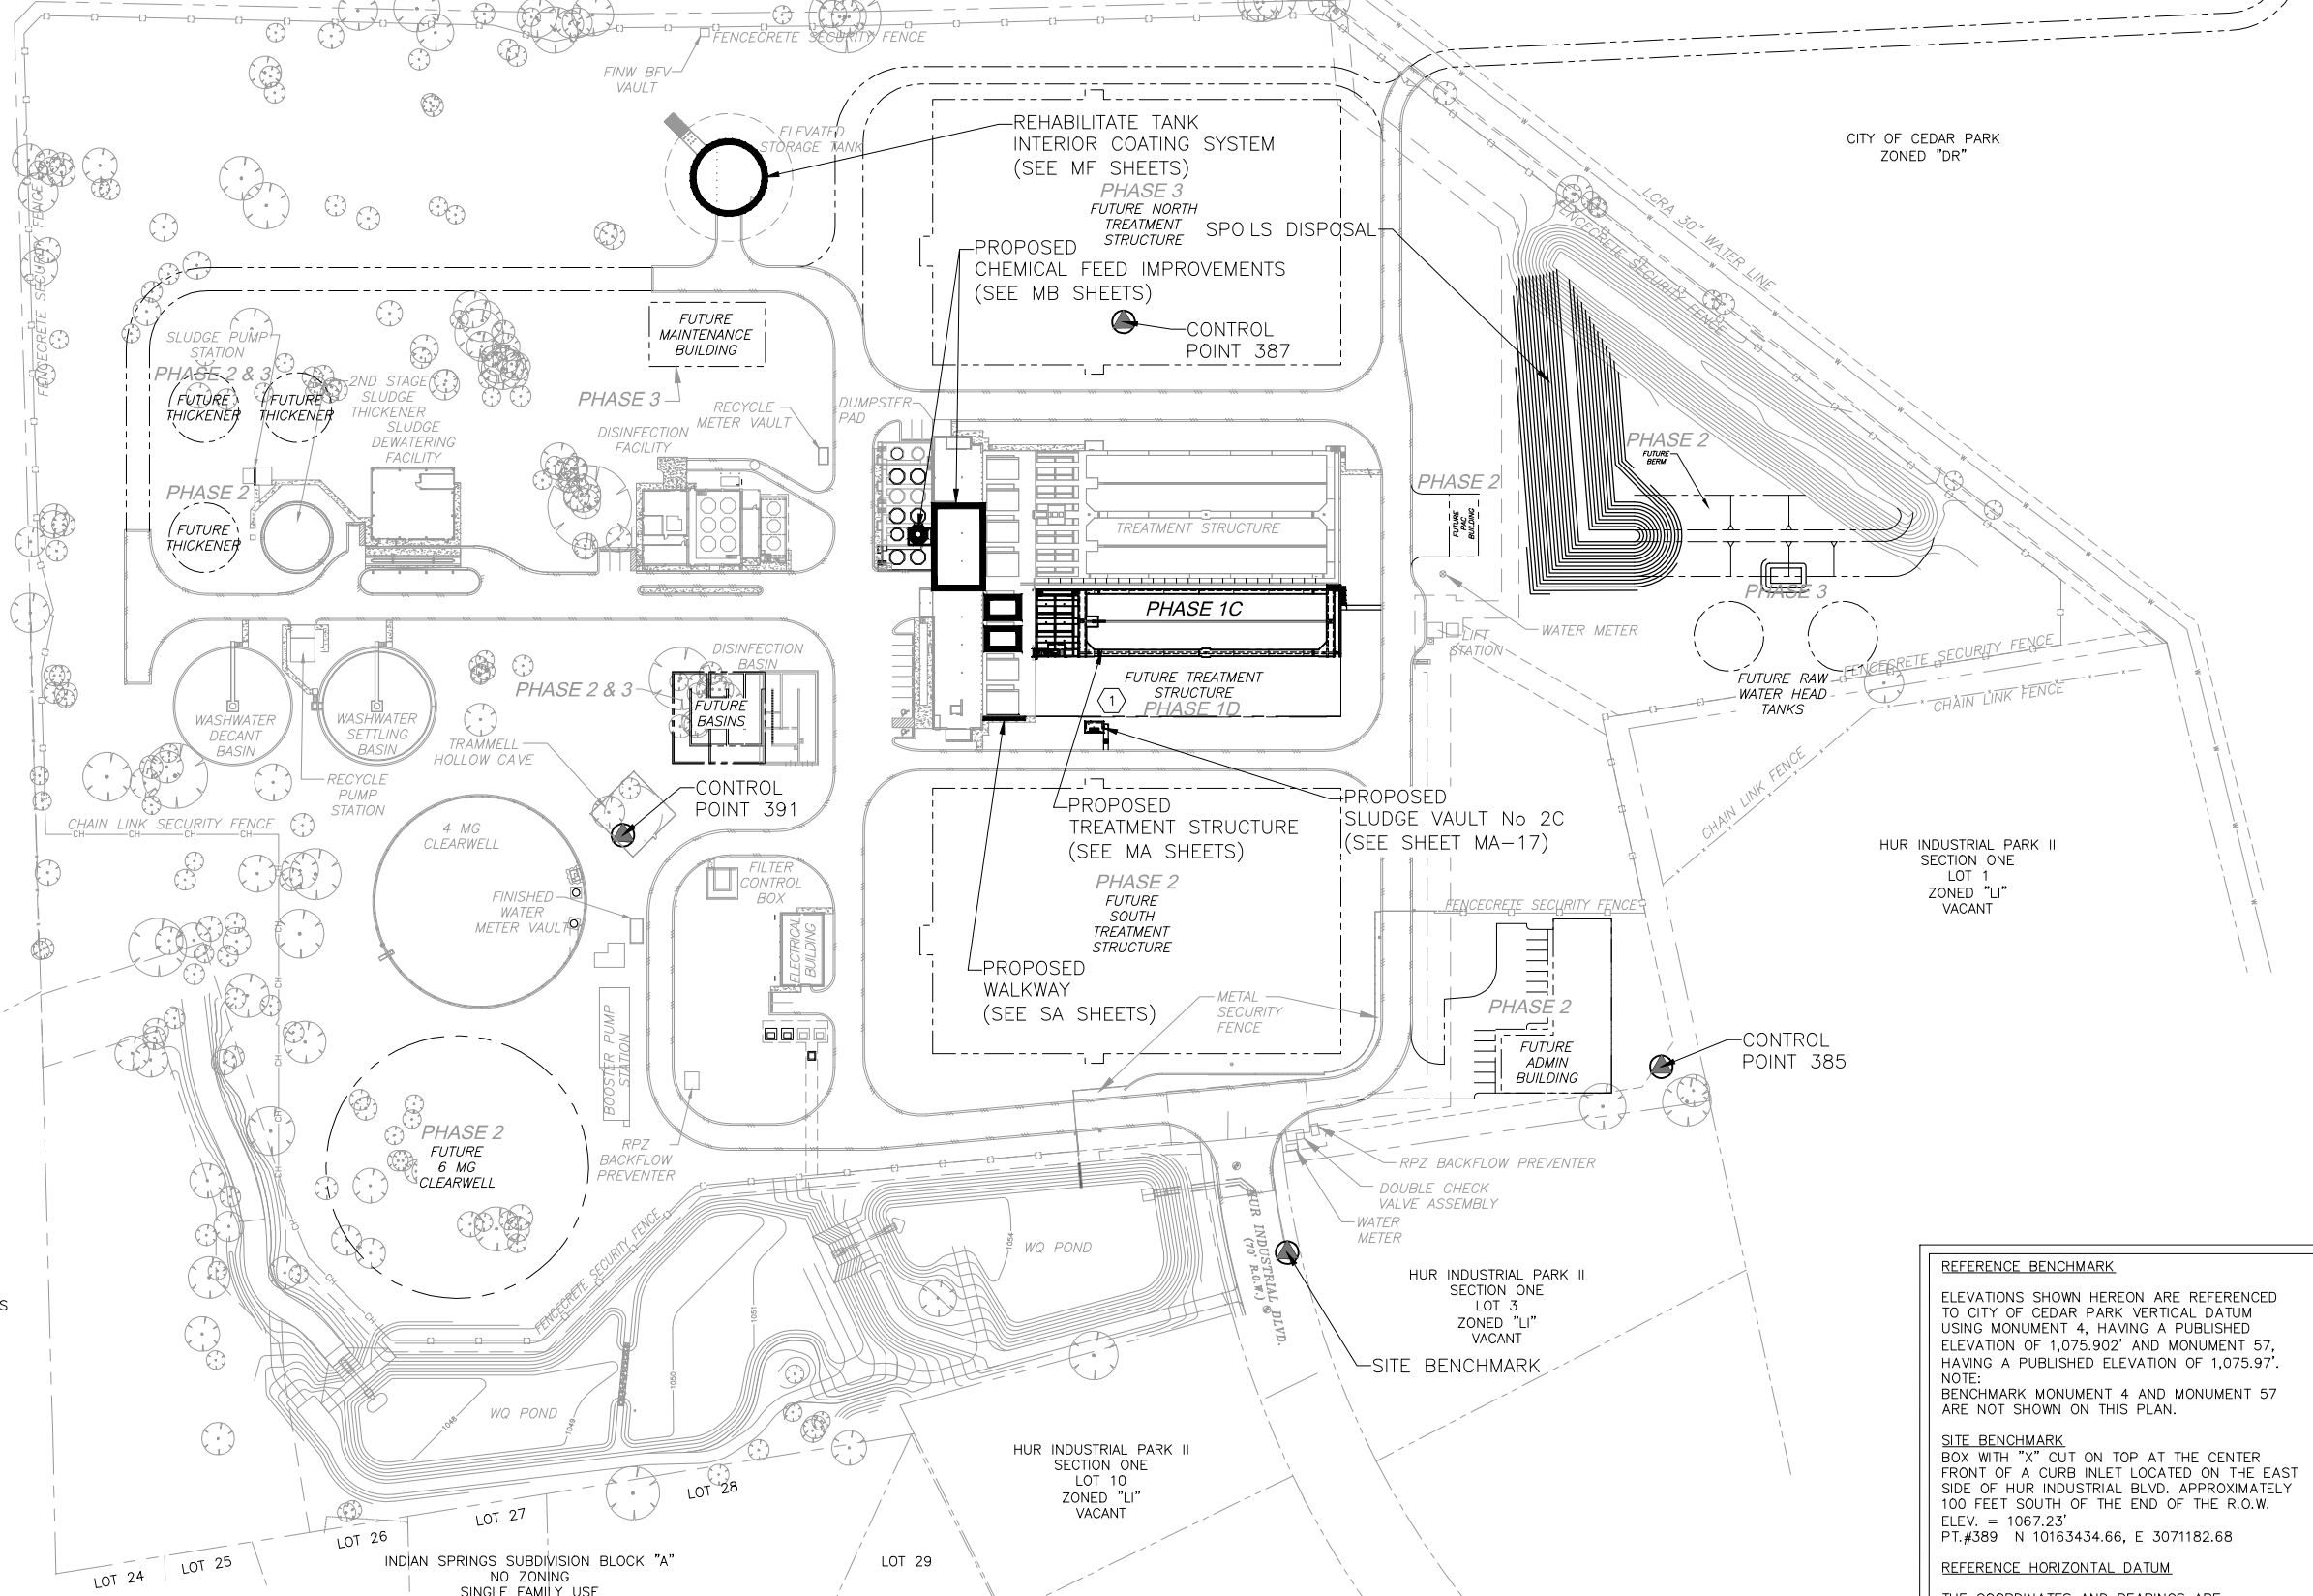 FENCECRETE SECURITY FENCE
FINW BFV
VAULT
ELEVATED
STORAGE TANK
REHABILITATE TANK
INTERIOR COATING SYSTEM
(SEE MF SHEETS)
PHASE 3
FUTURE NORTH
TREATMENT
STRUCTURE
SPOILS DISPOSAL
CITY OF CEDAR PARK
ZONED "DR"
LCRA 30" WATER LINE
FENCECRETE SECURITY FENCE
FENCECRETE SECURITY FENCE
PROPOSED
CHEMICAL FEED IMPROVEMENTS
(SEE MB SHEETS)
CONTROL
POINT 387
FUTURE
MAINTENANCE
BUILDING
PHASE 3
SLUDGE PUMP
STATION
PHASE 2 & 3
FUTURE
THICKENER
FUTURE
THICKENER
2ND STAGE
SLUDGE
THICKENER
SLUDGE
DEWATERING
FACILITY
PHASE 2
FUTURE
THICKENER
DISINFECTION
FACILITY
RECYCLE
METER VAULT
DUMPSTER
PAD
TREATMENT STRUCTURE
PHASE 2
FUTURE
PAC
BUILDING
PHASE 2
FUTURE
BERM
PHASE 3
PHASE 1C
WATER METER
LIFT
STATION
FUTURE TREATMENT
STRUCTURE
PHASE 1D
1
FUTURE RAW
WATER HEAD
TANKS
FENCECRETE SECURITY FENCE
CHAIN LINK FENCE
CHAIN LINK FENCE
DISINFECTION
BASIN
PHASE 2 & 3
FUTURE
BASINS
WASHWATER
DECANT
BASIN
WASHWATER
SETTLING
BASIN
TRAMMELL
HOLLOW CAVE
RECYCLE
PUMP
STATION
CONTROL
POINT 391
CHAIN LINK SECURITY FENCE
CH
CH
CH
CH
4 MG
CLEARWELL
PROPOSED
TREATMENT STRUCTURE
(SEE MA SHEETS)
PROPOSED
SLUDGE VAULT No 2C
(SEE SHEET MA-17)
HUR INDUSTRIAL PARK II
SECTION ONE
LOT 1
ZONED "LI"
VACANT
FILTER
CONTROL
BOX
FINISHED
WATER
METER VAULT
ELECTRICAL
BUILDING
PHASE 2
FUTURE
SOUTH
TREATMENT
STRUCTURE
FENCECRETE SECURITY FENCE
PROPOSED
WALKWAY
(SEE SA SHEETS)
METAL
SECURITY
FENCE
PHASE 2
FUTURE
ADMIN
BUILDING
CONTROL
POINT 385
BOOSTER PUMP
STATION
PHASE 2
FUTURE
6 MG
CLEARWELL
RPZ
BACKFLOW
PREVENTER
RPZ BACKFLOW PREVENTER
DOUBLE CHECK
VALVE ASSEMBLY
WATER
METER
FENCECRETE SECURITY FENCE
WQ POND
1054
1051
1050
1049
1048
WQ POND
HUR INDUSTRIAL BLVD.
(70' R.O.W.)
HUR INDUSTRIAL PARK II
SECTION ONE
LOT 3
ZONED "LI"
VACANT
SITE BENCHMARK
HUR INDUSTRIAL PARK II
SECTION ONE
LOT 10
ZONED "LI"
VACANT
LOT 24
LOT 25
LOT 26
LOT 27
LOT 28
LOT 29
INDIAN SPRINGS SUBDIVISION BLOCK "A"
NO ZONING
SINGLE FAMILY USE
S
REFERENCE BENCHMARK
ELEVATIONS SHOWN HEREON ARE REFERENCED
TO CITY OF CEDAR PARK VERTICAL DATUM
USING MONUMENT 4, HAVING A PUBLISHED
ELEVATION OF 1,075.902' AND MONUMENT 57,
HAVING A PUBLISHED ELEVATION OF 1,075.97'.
NOTE:
BENCHMARK MONUMENT 4 AND MONUMENT 57
ARE NOT SHOWN ON THIS PLAN.
SITE BENCHMARK
BOX WITH "X" CUT ON TOP AT THE CENTER
FRONT OF A CURB INLET LOCATED ON THE EAST
SIDE OF HUR INDUSTRIAL BLVD. APPROXIMATELY
100 FEET SOUTH OF THE END OF THE R.O.W.
ELEV. = 1067.23'
PT.#389 N 10163434.66, E 3071182.68
REFERENCE HORIZONTAL DATUM
THE COORDINATES AND BEARINGS ARE